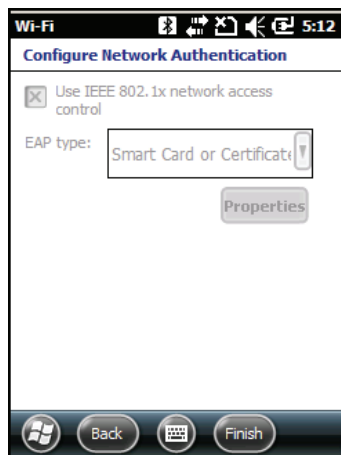 Wi-Fi 5:12
Configure Network Authentication
Use IEEE 802.1x network access
control
EAP type:
Smart Card or Certificate
Properties
Back Finish